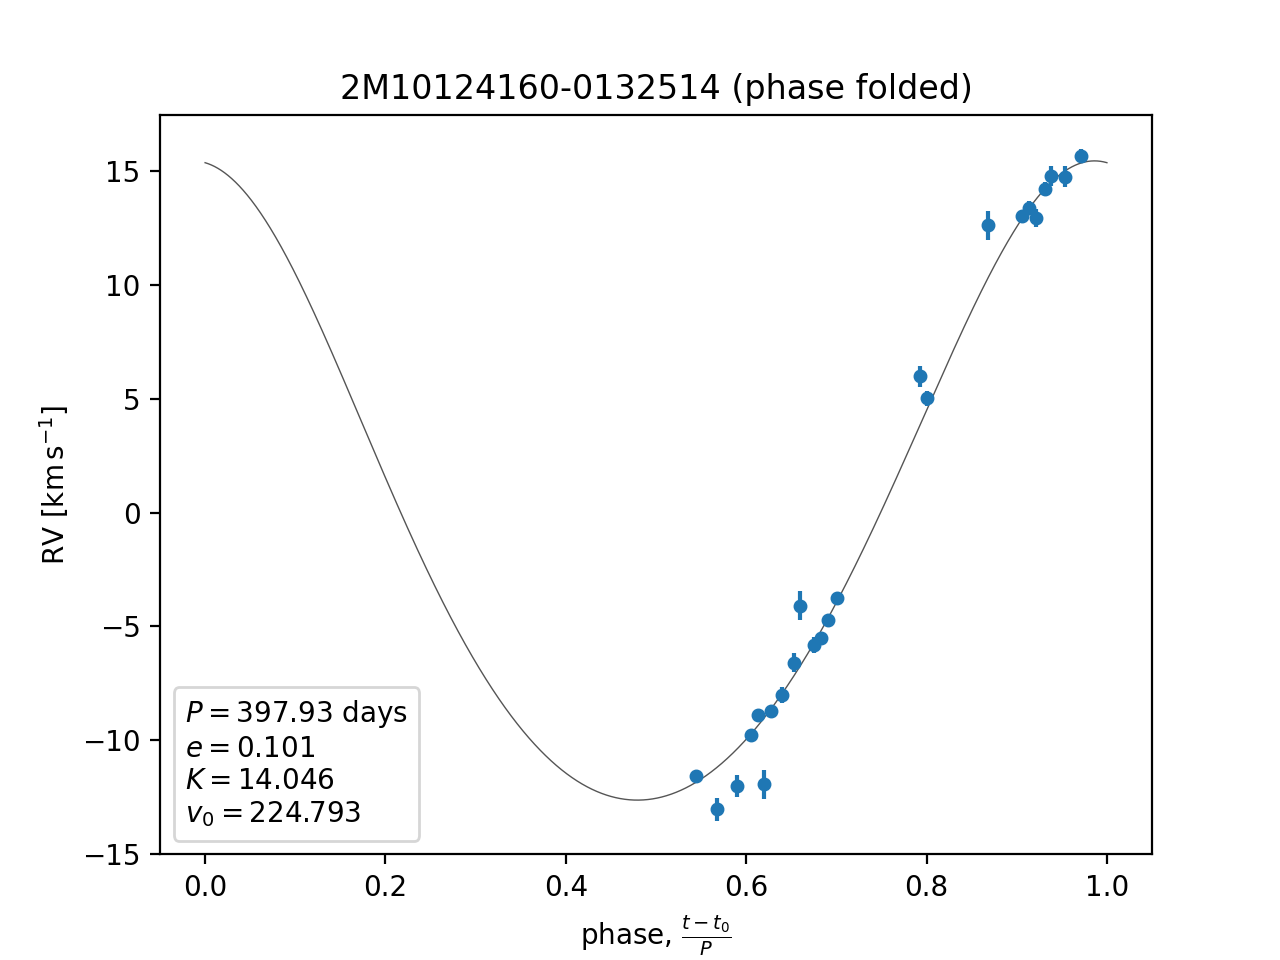 2M10124160-0132514 (phase folded)
RV [km s⁻¹]
15
10
5
0
−5
−10
−15
P = 397.93 days
e = 0.101
K = 14.046
v₀ = 224.793
0.0 0.2 0.4 0.6 0.8 1.0
phase, (t − t₀)/P